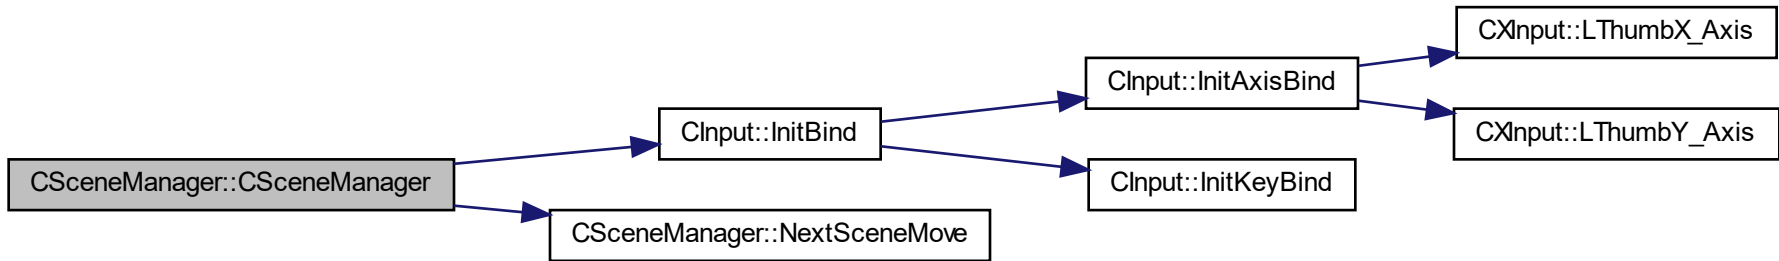 CXInput::LThumbX_Axis
CInput::InitAxisBind
CInput::InitBind
CXInput::LThumbY_Axis
CSceneManager::CSceneManager
CInput::InitKeyBind
CSceneManager::NextSceneMove